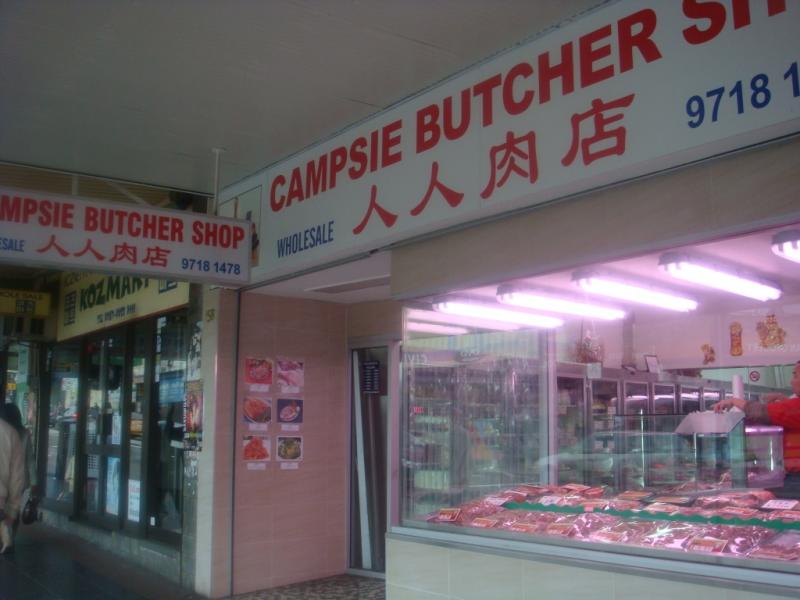 CAMPSIE BUTCHER SH
人人肉店
WHOLESALE
9718 1
MPSIE BUTCHER SHOP
SALE 人人肉店 9718 1478
KOZMART